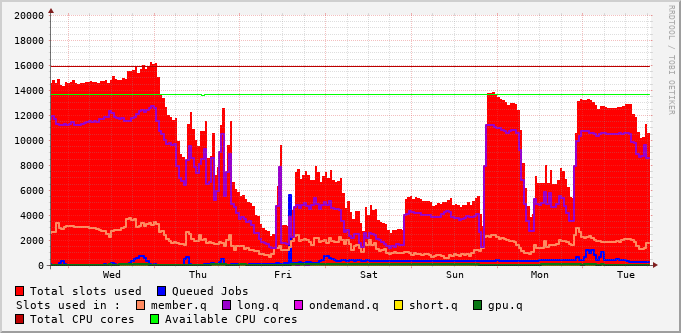 RRDTOOL / TOBI OETIKER
20000
18000
16000
14000
12000
10000
8000
6000
4000
2000
0
Wed Thu Fri Sat Sun Mon Tue
Total slots used Queued Jobs
Slots used in : member.q long.q ondemand.q short.q gpu.q
Total CPU cores Available CPU cores